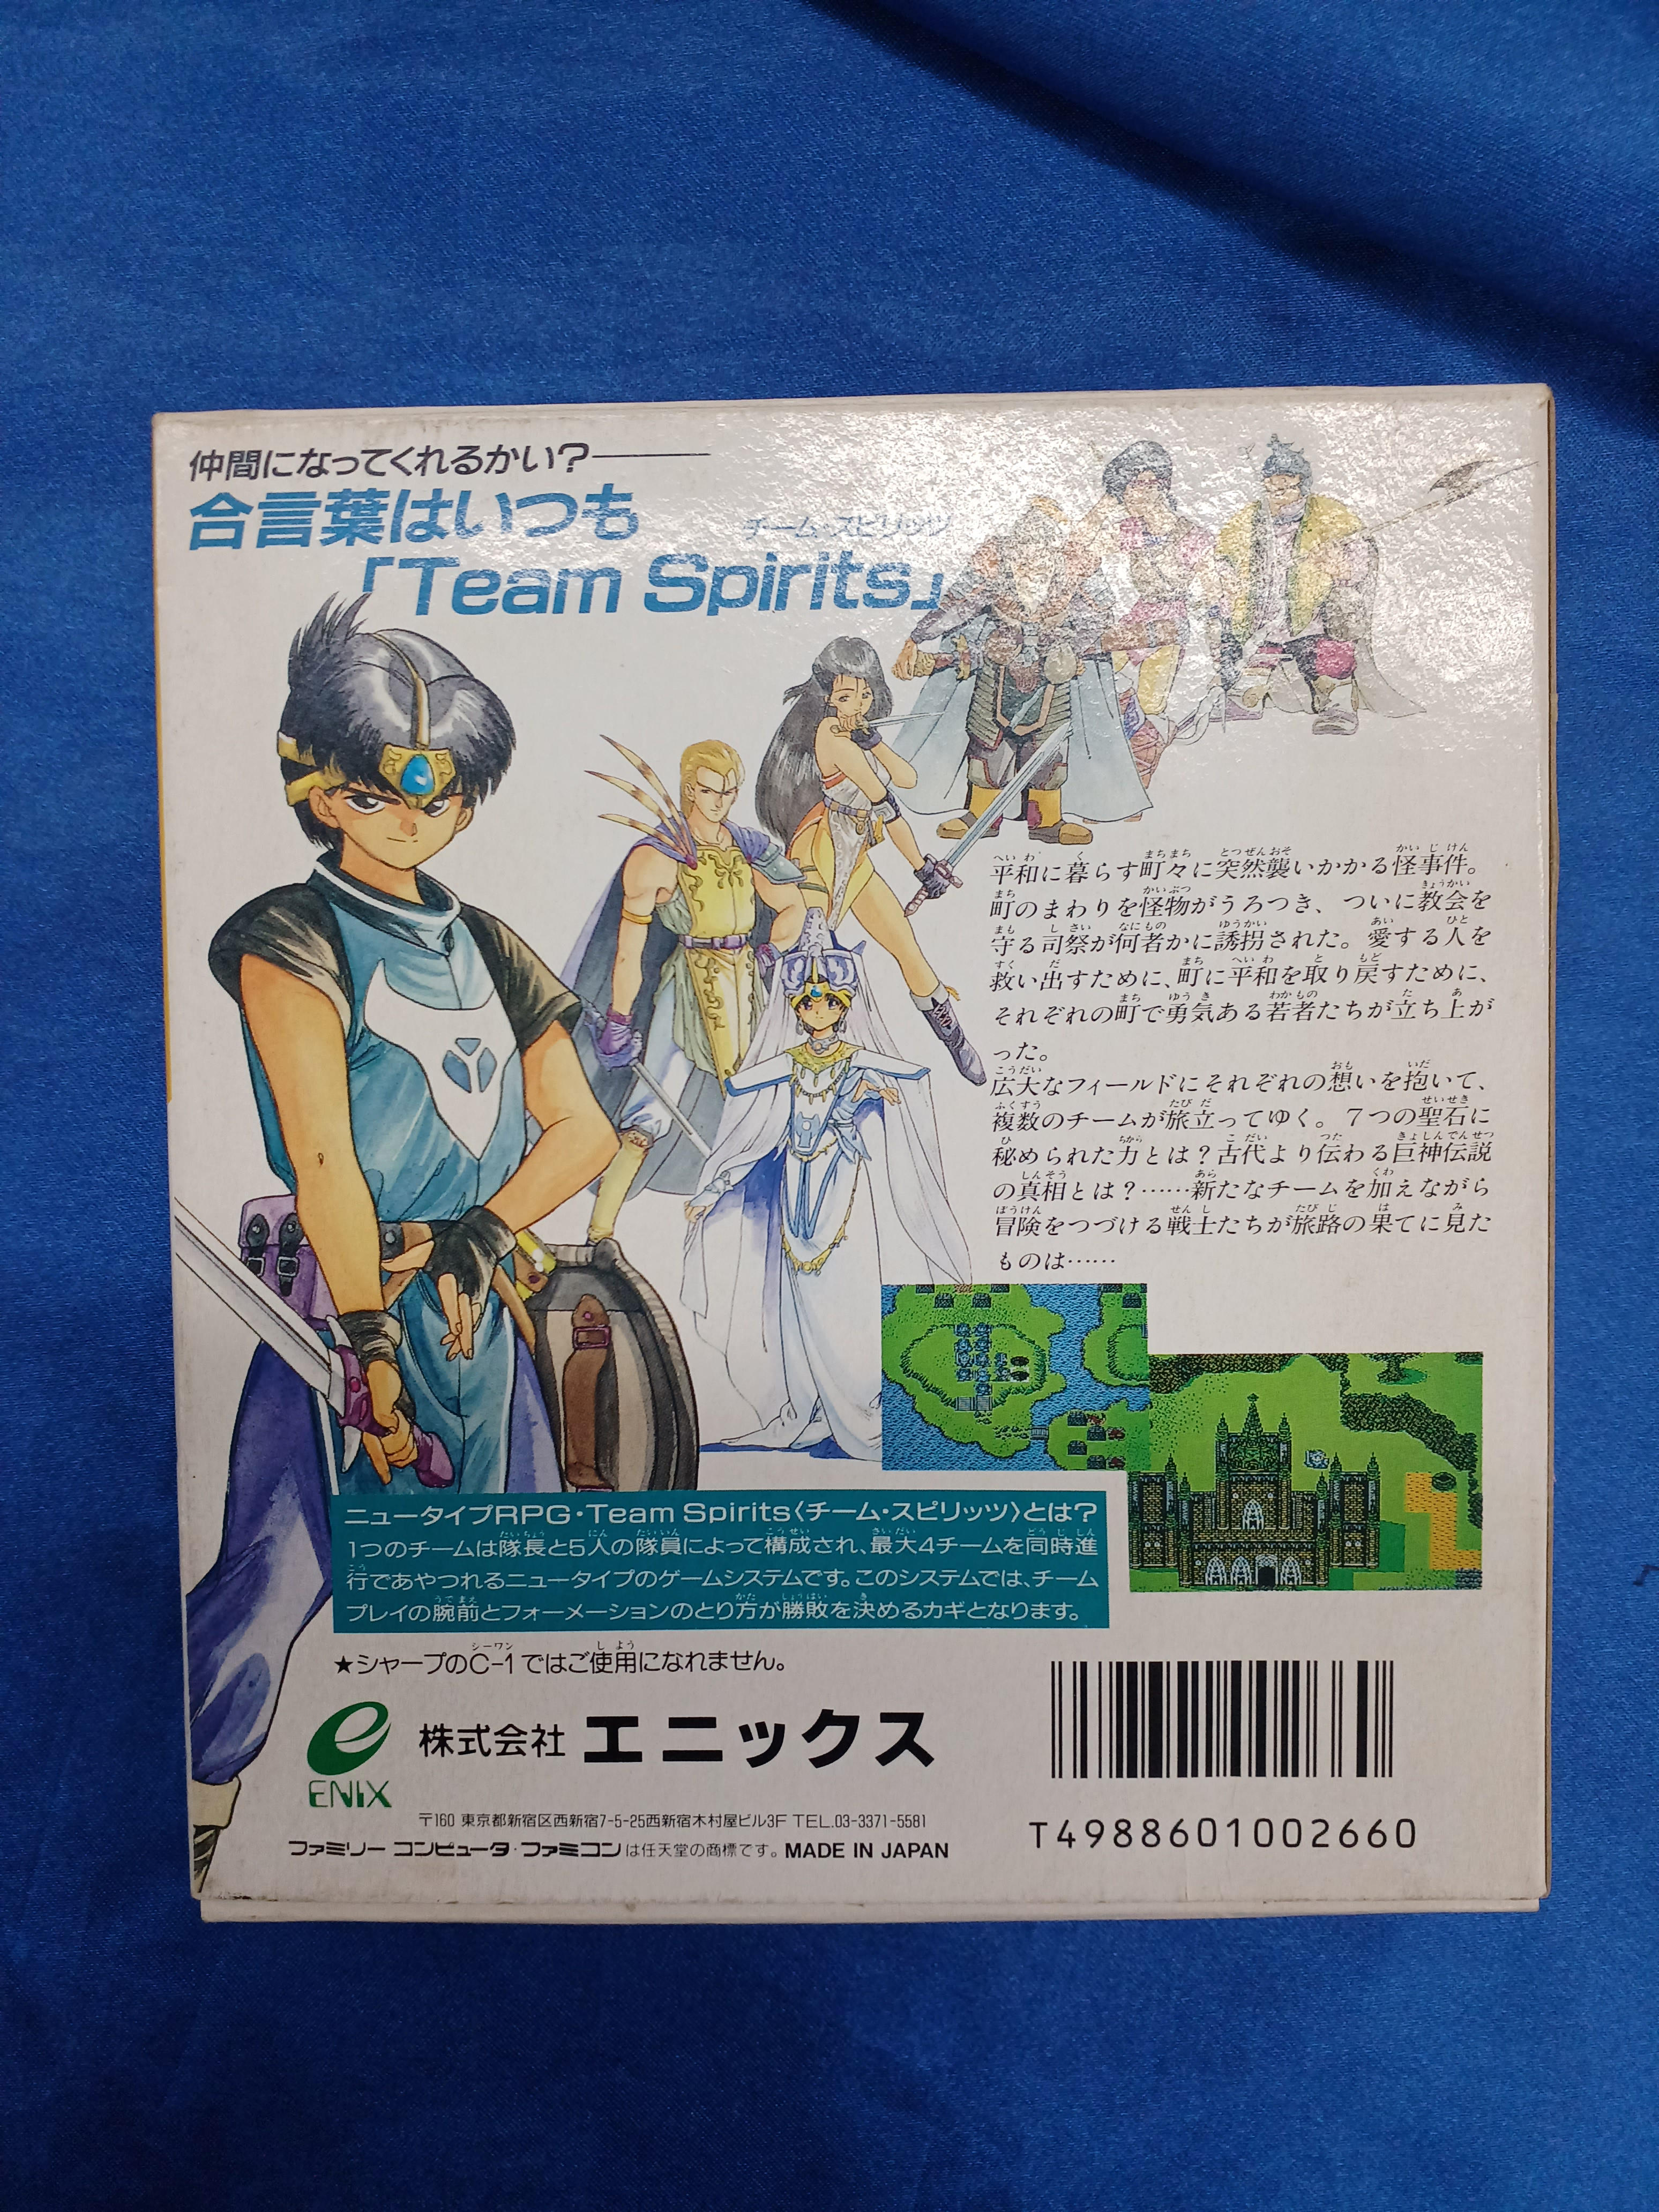 仲間になってくれるかい?――
合言葉はいつも
チーム・スピリッツ
「Team Spirits」
平和に暮らす町々に突然襲いかかる怪事件。
町のまわりを怪物がうろつき、ついに教会を
守る司祭が何者かに誘拐された。愛する人を
救い出すために、町に平和を取り戻すために、
それぞれの町で勇気ある若者たちが立ち上が
った。
広大なフィールドにそれぞれの想いを抱いて、
複数のチームが旅立ってゆく。7つの聖石に
秘められた力とは?古代より伝わる巨神伝説
の真相とは?……新たなチームを加えながら
冒険をつづける戦士たちが旅路の果てに見た
ものは……
ニュータイプRPG・Team Spirits〈チーム・スピリッツ〉とは?
1つのチームは隊長と5人の隊員によって構成され、最大4チームを同時進
行であやつれるニュータイプのゲームシステムです。このシステムでは、チーム
プレイの腕前とフォーメーションのとり方が勝敗を決めるカギとなります。
★シャープのC-1ではご使用になれません。
ENIX
株式会社 エニックス
〒160 東京都新宿区西新宿7-5-25西新宿木村屋ビル3F TEL.03-3371-5581
ファミリー コンピュータ・ファミコンは任天堂の商標です。 MADE IN JAPAN
T4988601002660